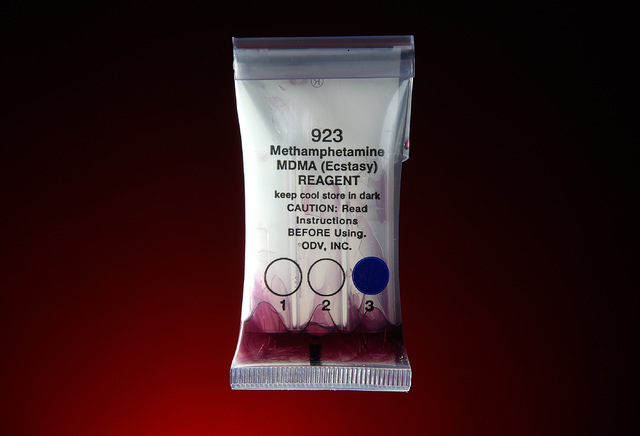 923
Methamphetamine
MDMA (Ecstasy)
REAGENT
keep cool store in dark
CAUTION: Read
Instructions
BEFORE Using.
ODV, INC.
1 2 3